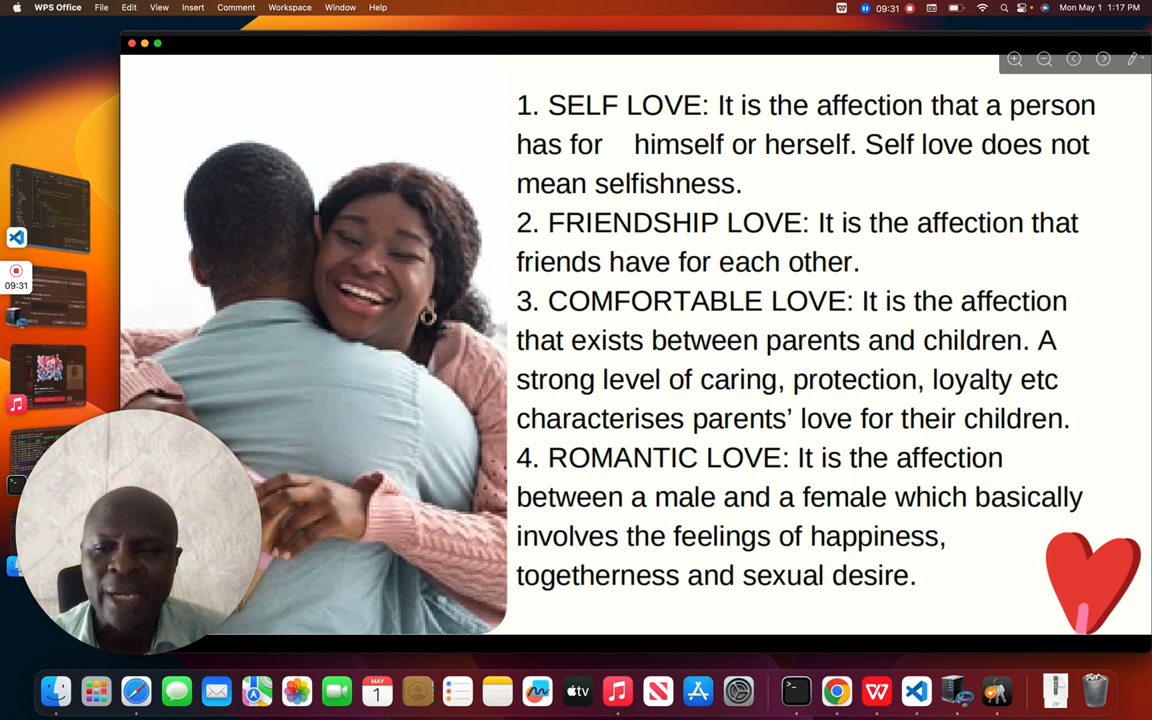 WPS Office File Edit View Insert Comment Workspace Window Help 09:31 Mon May 1 1:17 PM
1. SELF LOVE: It is the affection that a person
has for himself or herself. Self love does not
mean selfishness.
2. FRIENDSHIP LOVE: It is the affection that
friends have for each other.
3. COMFORTABLE LOVE: It is the affection
that exists between parents and children. A
strong level of caring, protection, loyalty etc
characterises parents’ love for their children.
4. ROMANTIC LOVE: It is the affection
between a male and a female which basically
involves the feelings of happiness,
togetherness and sexual desire.
09:31
MAY
1
tv
ZIP